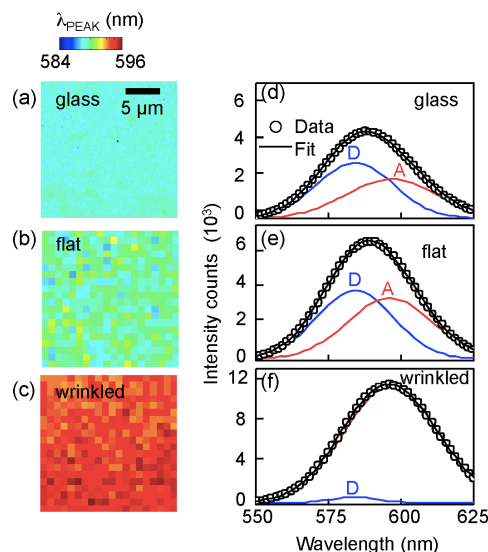 λPEAK (nm)
584 596
(a)
glass
5 μm
(b)
flat
(c)
wrinkled
Intensity counts (10³)
(d)
glass
Data
Fit
D
A
6
4
2
0
(e)
flat
D
A
6
4
2
0
(f)
wrinkled
D
12
8
4
0
550 575 600 625
Wavelength (nm)